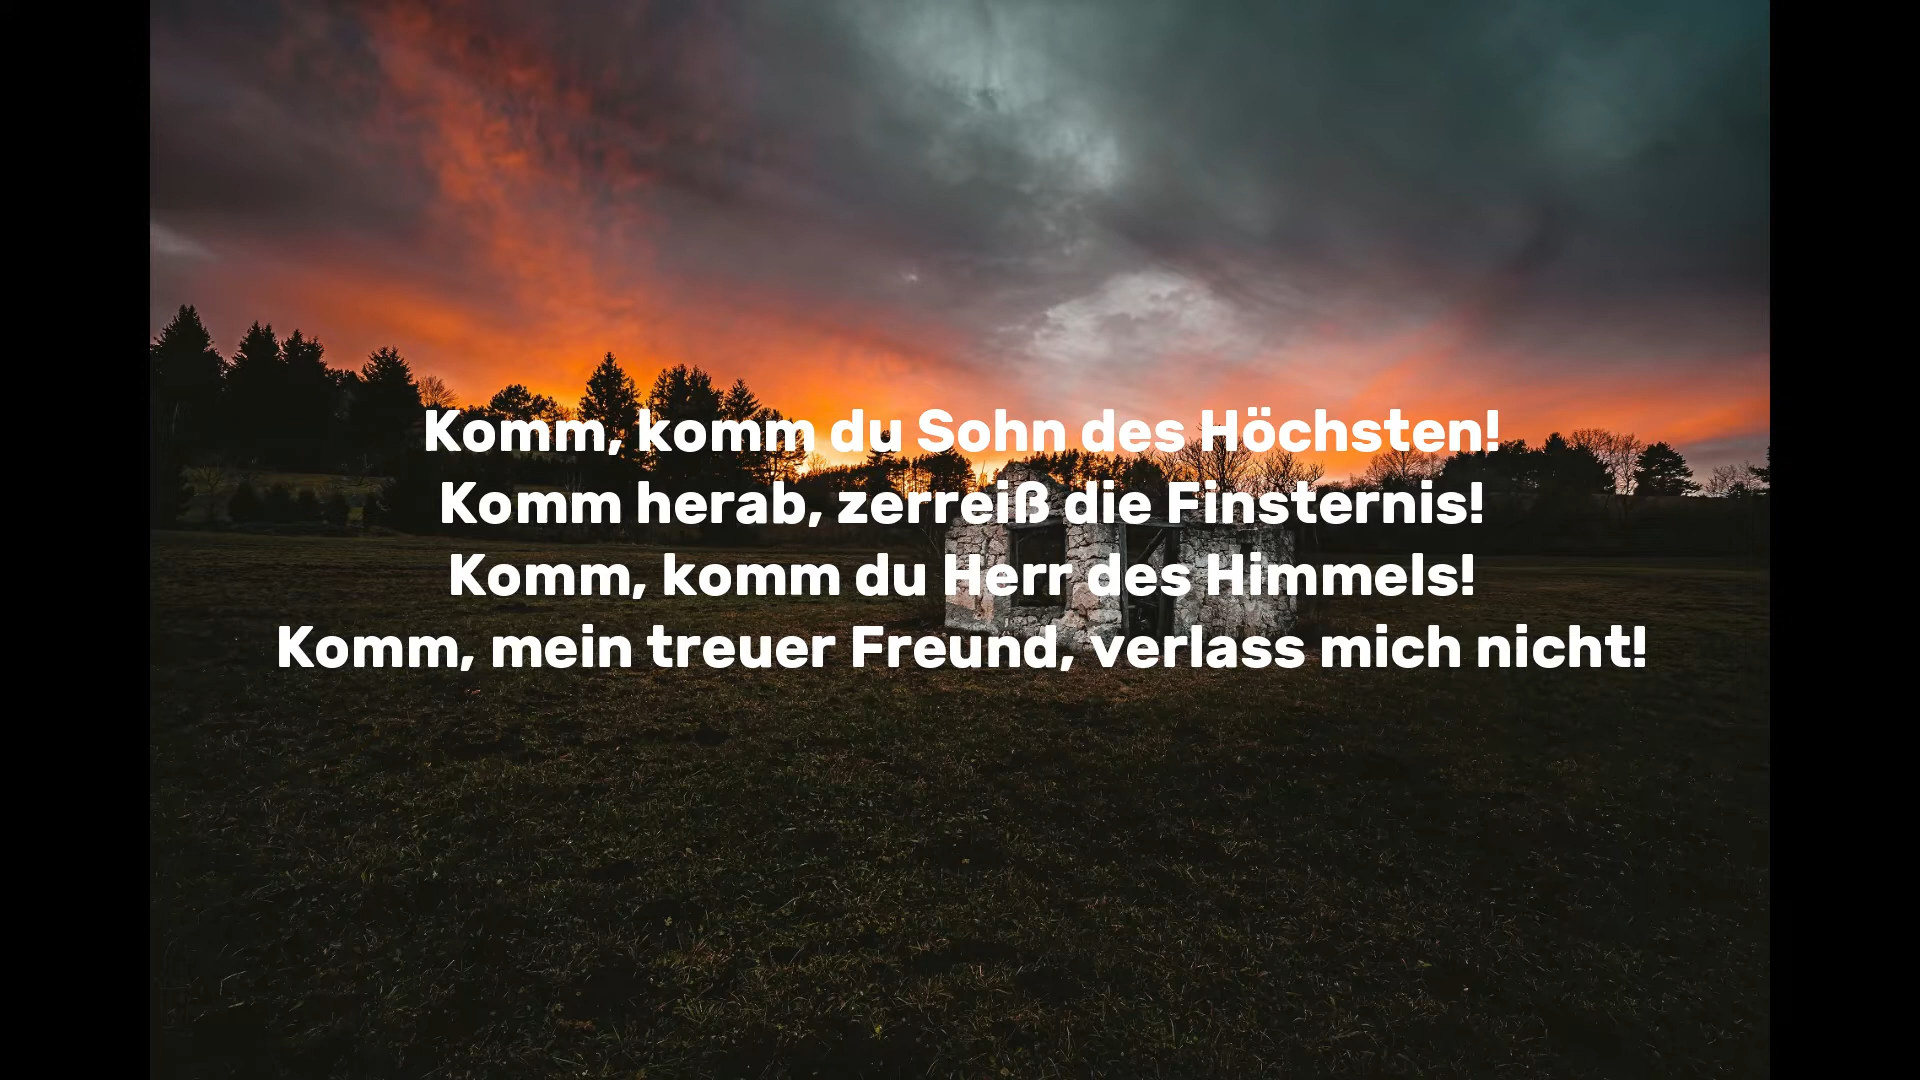 Komm, komm du Sohn des Höchsten!
Komm herab, zerreiß die Finsternis!
Komm, komm du Herr des Himmels!
Komm, mein treuer Freund, verlass mich nicht!